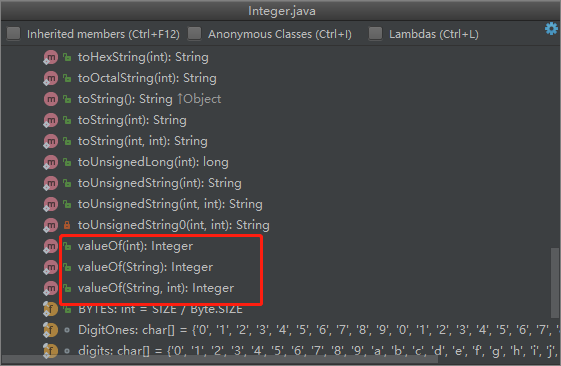 Integer.java
Inherited members (Ctrl+F12) Anonymous Classes (Ctrl+I) Lambdas (Ctrl+L)
m toHexString(int): String
m toOctalString(int): String
m toString(): String ↑Object
m toString(int): String
m toString(int, int): String
m toUnsignedLong(int): long
m toUnsignedString(int): String
m toUnsignedString(int, int): String
m toUnsignedString0(int, int): String
m valueOf(int): Integer
m valueOf(String): Integer
m valueOf(String, int): Integer
f BYTES: int = SIZE / Byte.SIZE
f DigitOnes: char[] = {'0', '1', '2', '3', '4', '5', '6', '7', '8', '9', '0', '1', '2', '3', '4', '5', '6', '7', '
f digits: char[] = {'0', '1', '2', '3', '4', '5', '6', '7', '8', '9', 'a', 'b', 'c', 'd', 'e', 'f', 'g', 'h', 'i', 'j',